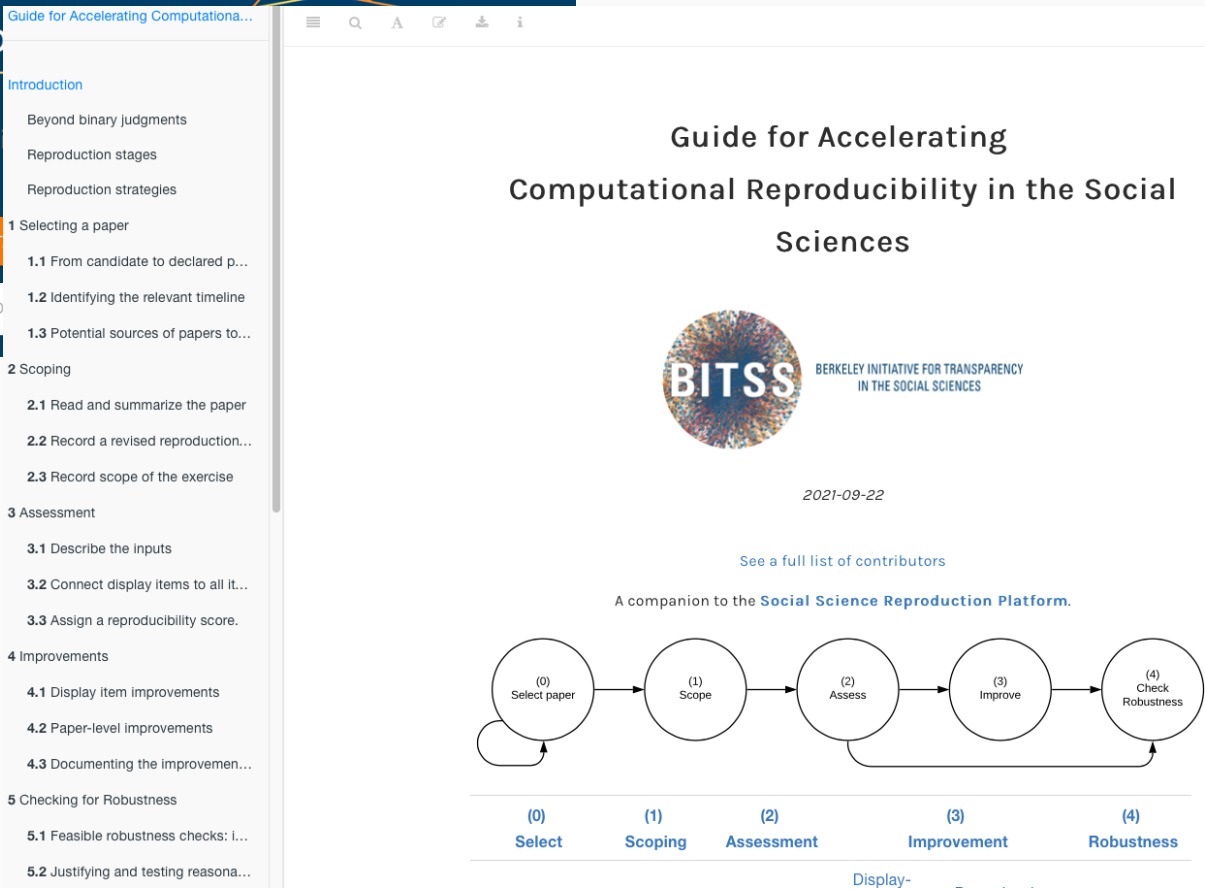 Guide for Accelerating Computationa...
Introduction
Beyond binary judgments
Reproduction stages
Reproduction strategies
1 Selecting a paper
1.1 From candidate to declared p...
1.2 Identifying the relevant timeline
1.3 Potential sources of papers to...
2 Scoping
2.1 Read and summarize the paper
2.2 Record a revised reproduction...
2.3 Record scope of the exercise
3 Assessment
3.1 Describe the inputs
3.2 Connect display items to all it...
3.3 Assign a reproducibility score.
4 Improvements
4.1 Display item improvements
4.2 Paper-level improvements
4.3 Documenting the improvemen...
5 Checking for Robustness
5.1 Feasible robustness checks: i...
5.2 Justifying and testing reasona...
Guide for Accelerating
Computational Reproducibility in the Social
Sciences
BITSS
BERKELEY INITIATIVE FOR TRANSPARENCY
IN THE SOCIAL SCIENCES
2021-09-22
See a full list of contributors
A companion to the Social Science Reproduction Platform.
(0)
Select paper
(1)
Scope
(2)
Assess
(3)
Improve
(4)
Check
Robustness
(0) (1) (2) (3) (4)
Select Scoping Assessment Improvement Robustness
Display-